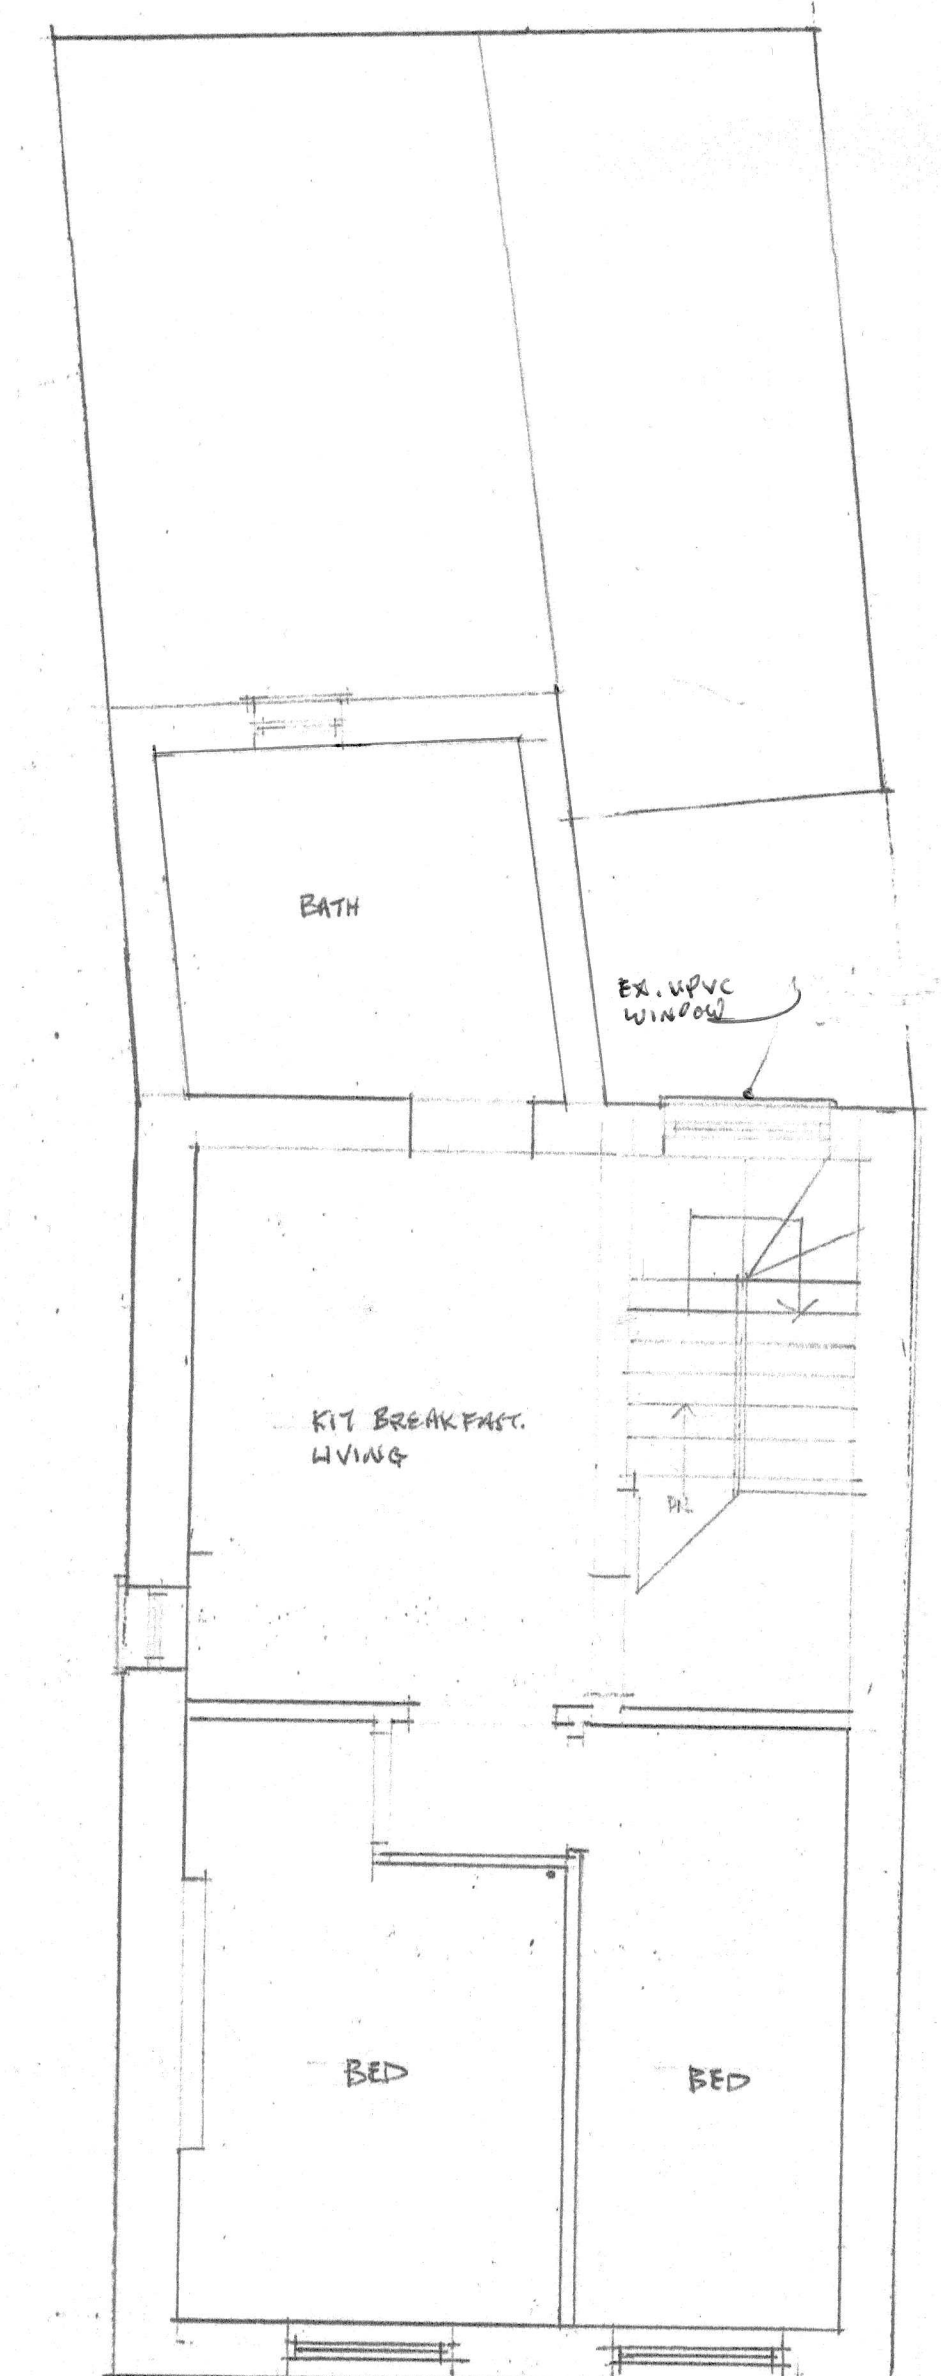 BATH
EX. UPVC
WINDOW
KIT BREAKFAST.
LIVING
DN.
BED
BED